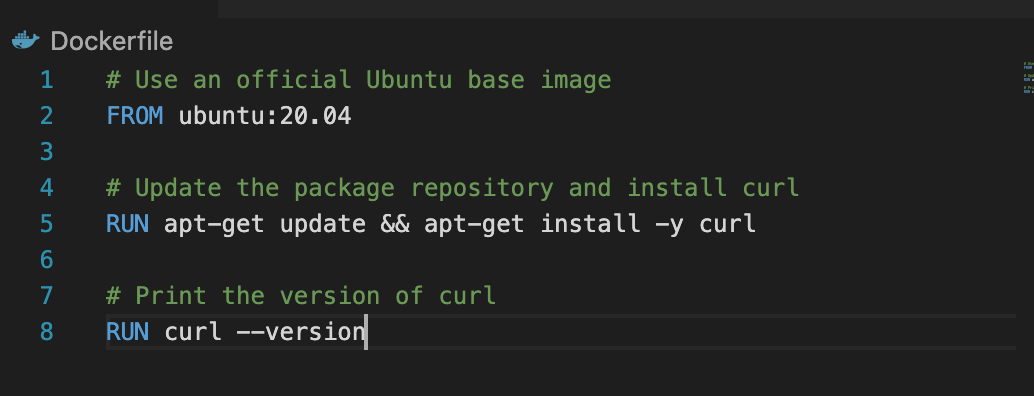 Dockerfile
1 # Use an official Ubuntu base image
2 FROM ubuntu:20.04
3
4 # Update the package repository and install curl
5 RUN apt-get update && apt-get install -y curl
6
7 # Print the version of curl
8 RUN curl --version